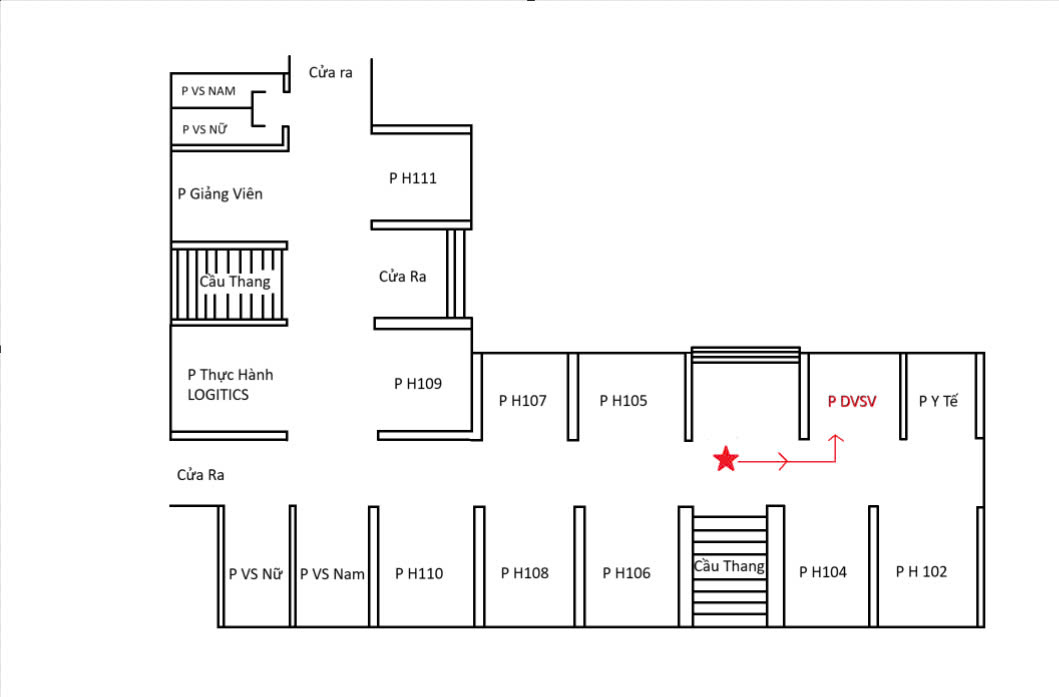 Cửa ra
P VS NAM
P VS NỮ
P H111
P Giảng Viên
Cửa Ra
Cầu Thang
P Thực Hành
LOGITICS
P H109
P H107
P H105
P DVSV
P Y Tế
Cửa Ra
P VS Nữ
P VS Nam
P H110
P H108
P H106
Cầu Thang
P H104
P H 102